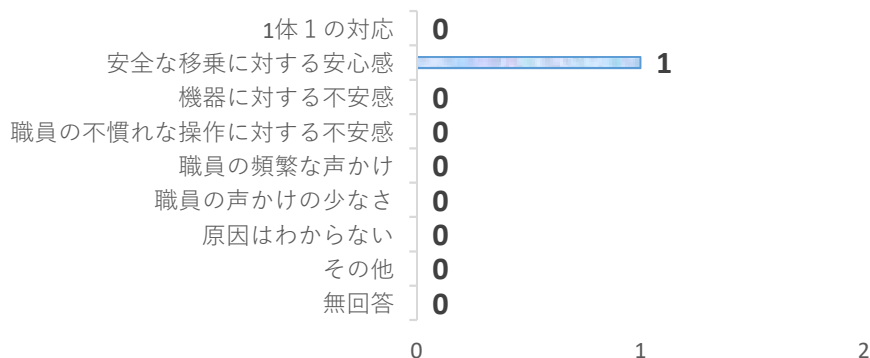 1体１の対応 0
安全な移乗に対する安心感 1
機器に対する不安感 0
職員の不慣れな操作に対する不安感 0
職員の頻繁な声かけ 0
職員の声かけの少なさ 0
原因はわからない 0
その他 0
無回答 0
0 1 2